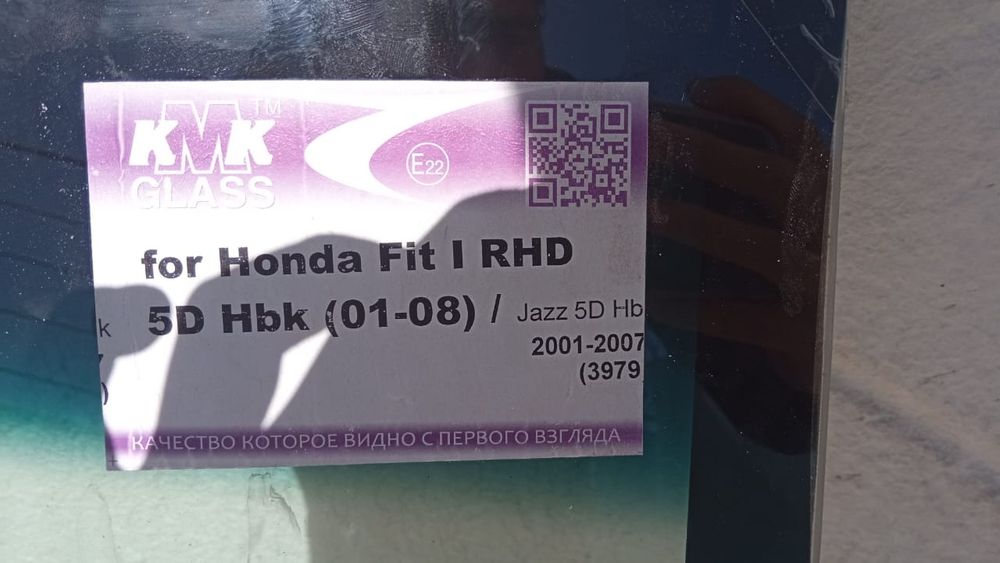 KMK™
GLASS
E22
for Honda Fit I RHD
5D Hbk (01-08) / Jazz 5D Hb
2001-2007
(3979
k
)
КАЧЕСТВО КОТОРОЕ ВИДНО С ПЕРВОГО ВЗГЛЯДА